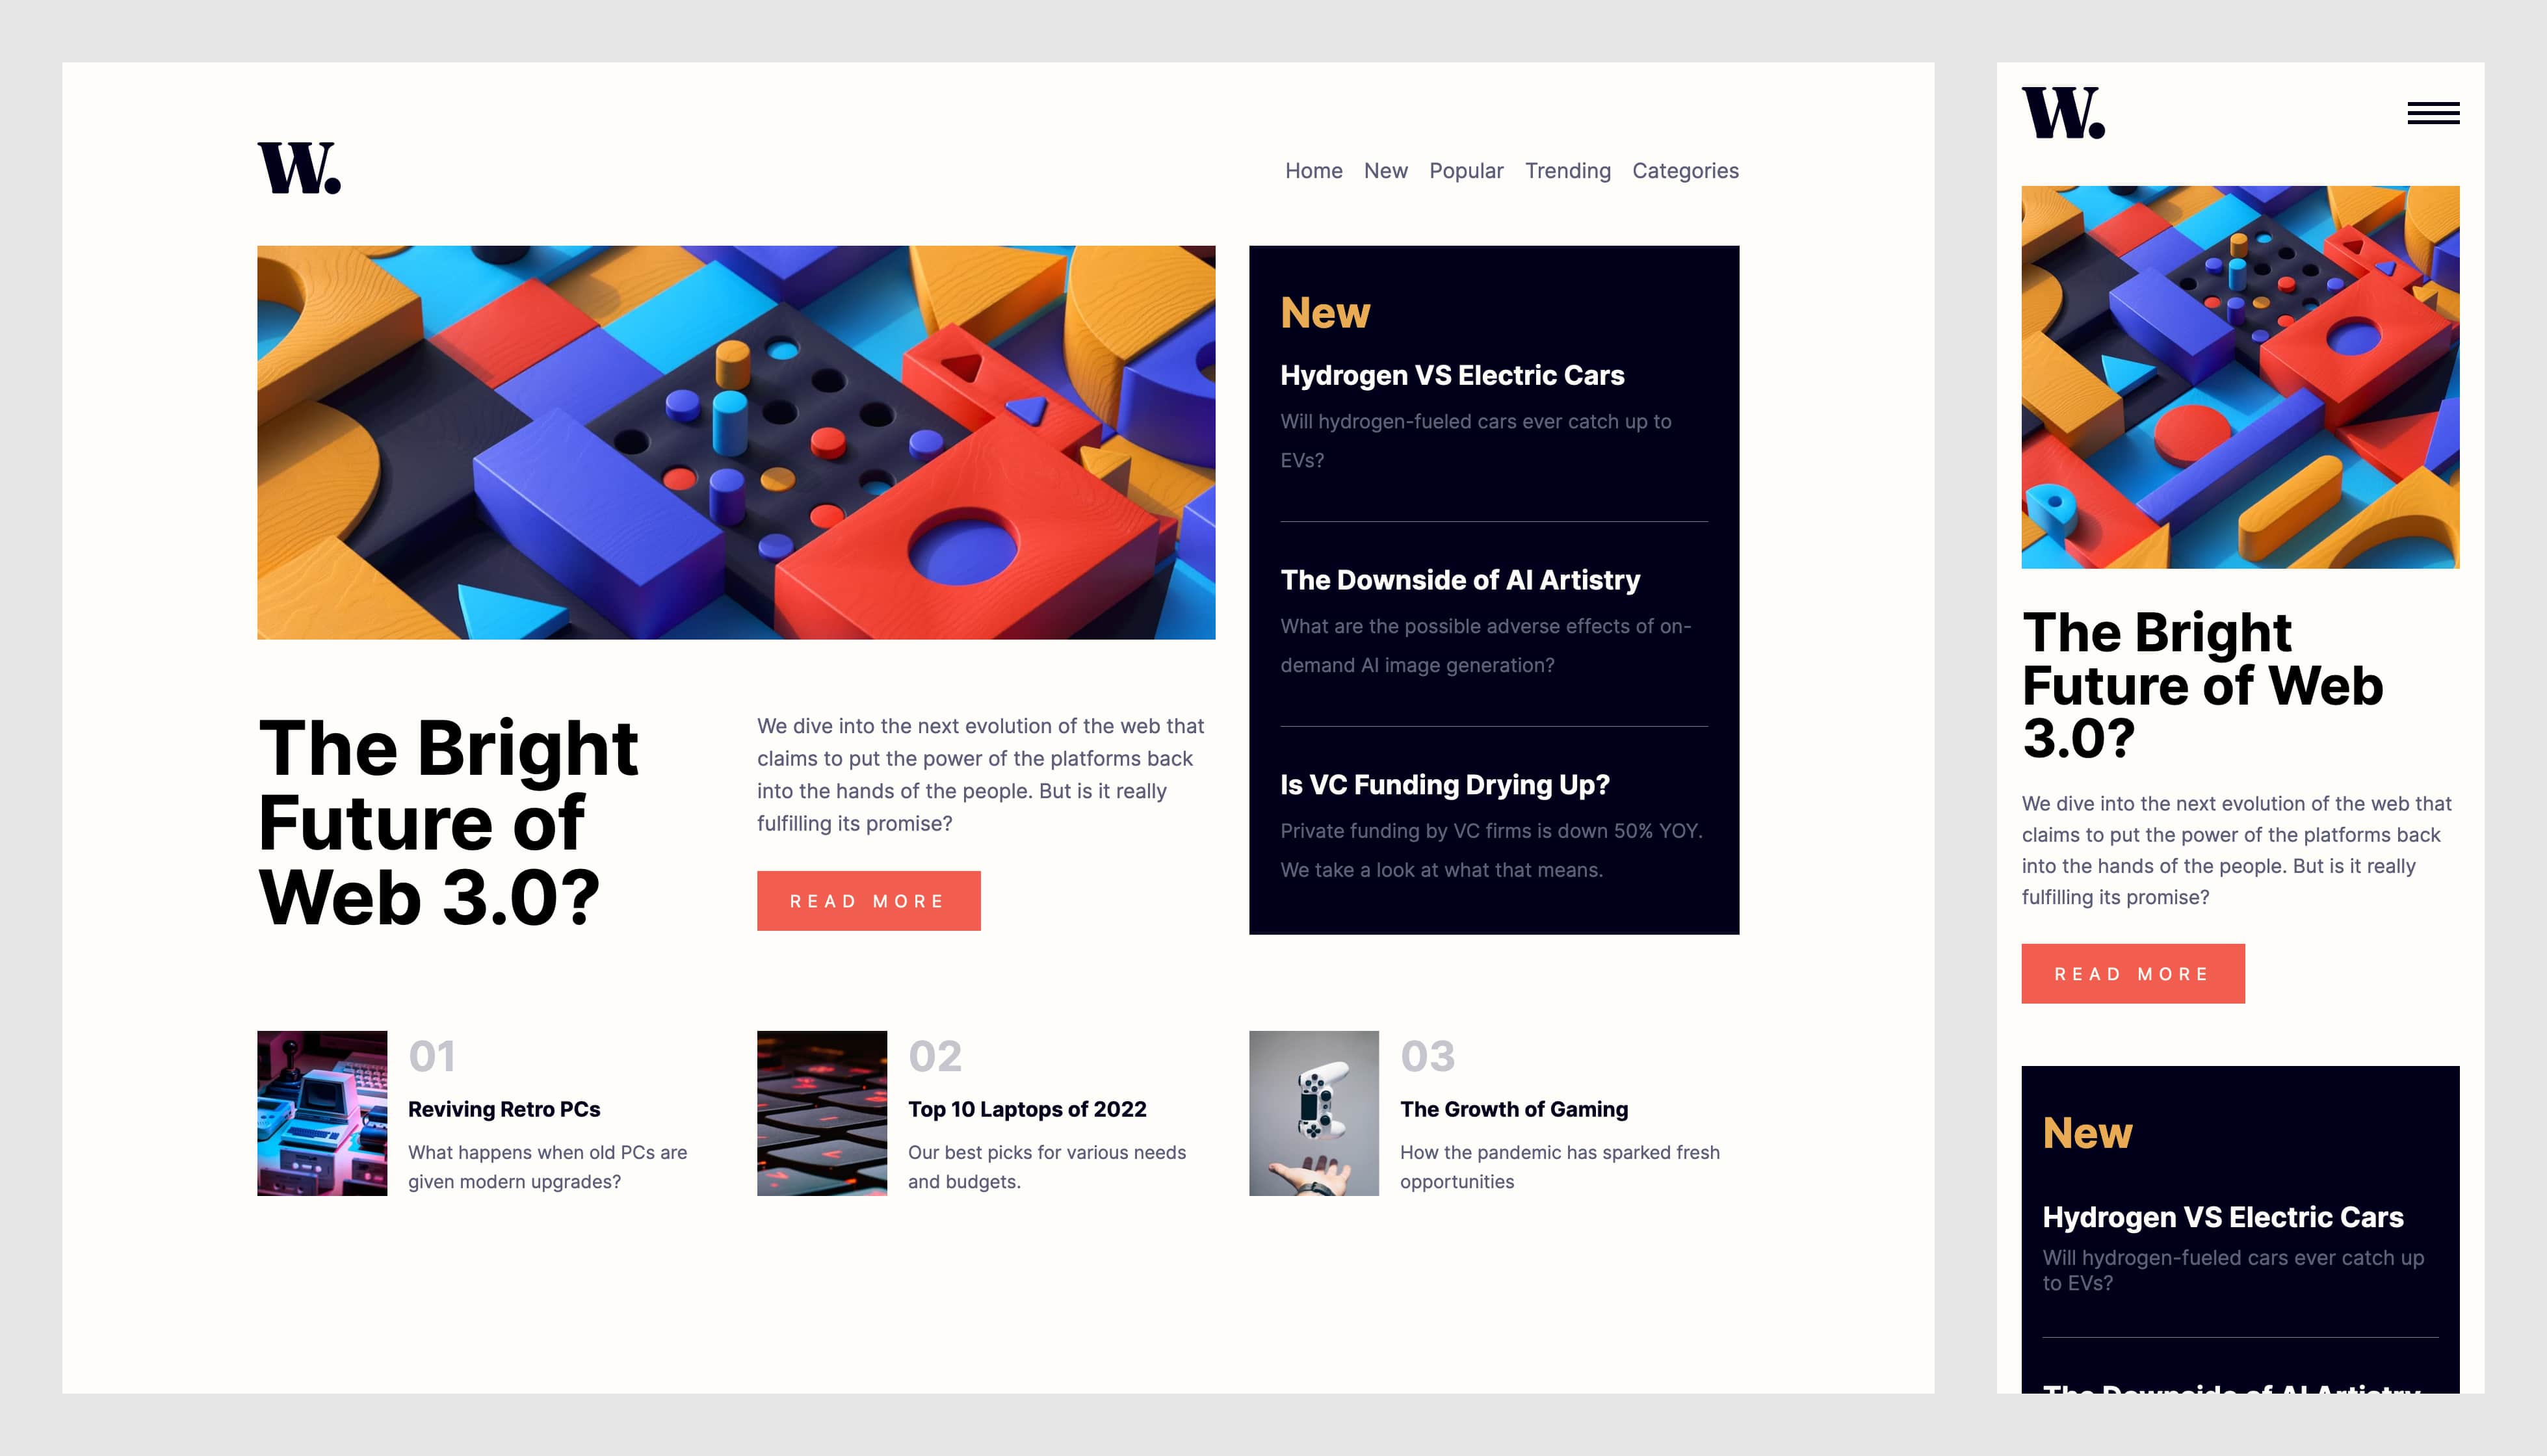 W.
Home New Popular Trending Categories
The Bright
Future of
Web 3.0?
We dive into the next evolution of the web that
claims to put the power of the platforms back
into the hands of the people. But is it really
fulfilling its promise?
READ MORE
New
Hydrogen VS Electric Cars
Will hydrogen-fueled cars ever catch up to
EVs?
The Downside of AI Artistry
What are the possible adverse effects of on-
demand AI image generation?
Is VC Funding Drying Up?
Private funding by VC firms is down 50% YOY.
We take a look at what that means.
01
Reviving Retro PCs
What happens when old PCs are
given modern upgrades?
02
Top 10 Laptops of 2022
Our best picks for various needs
and budgets.
03
The Growth of Gaming
How the pandemic has sparked fresh
opportunities
W.
The Bright
Future of Web
3.0?
We dive into the next evolution of the web that
claims to put the power of the platforms back
into the hands of the people. But is it really
fulfilling its promise?
READ MORE
New
Hydrogen VS Electric Cars
Will hydrogen-fueled cars ever catch up
to EVs?
The Downside of AI Artistry